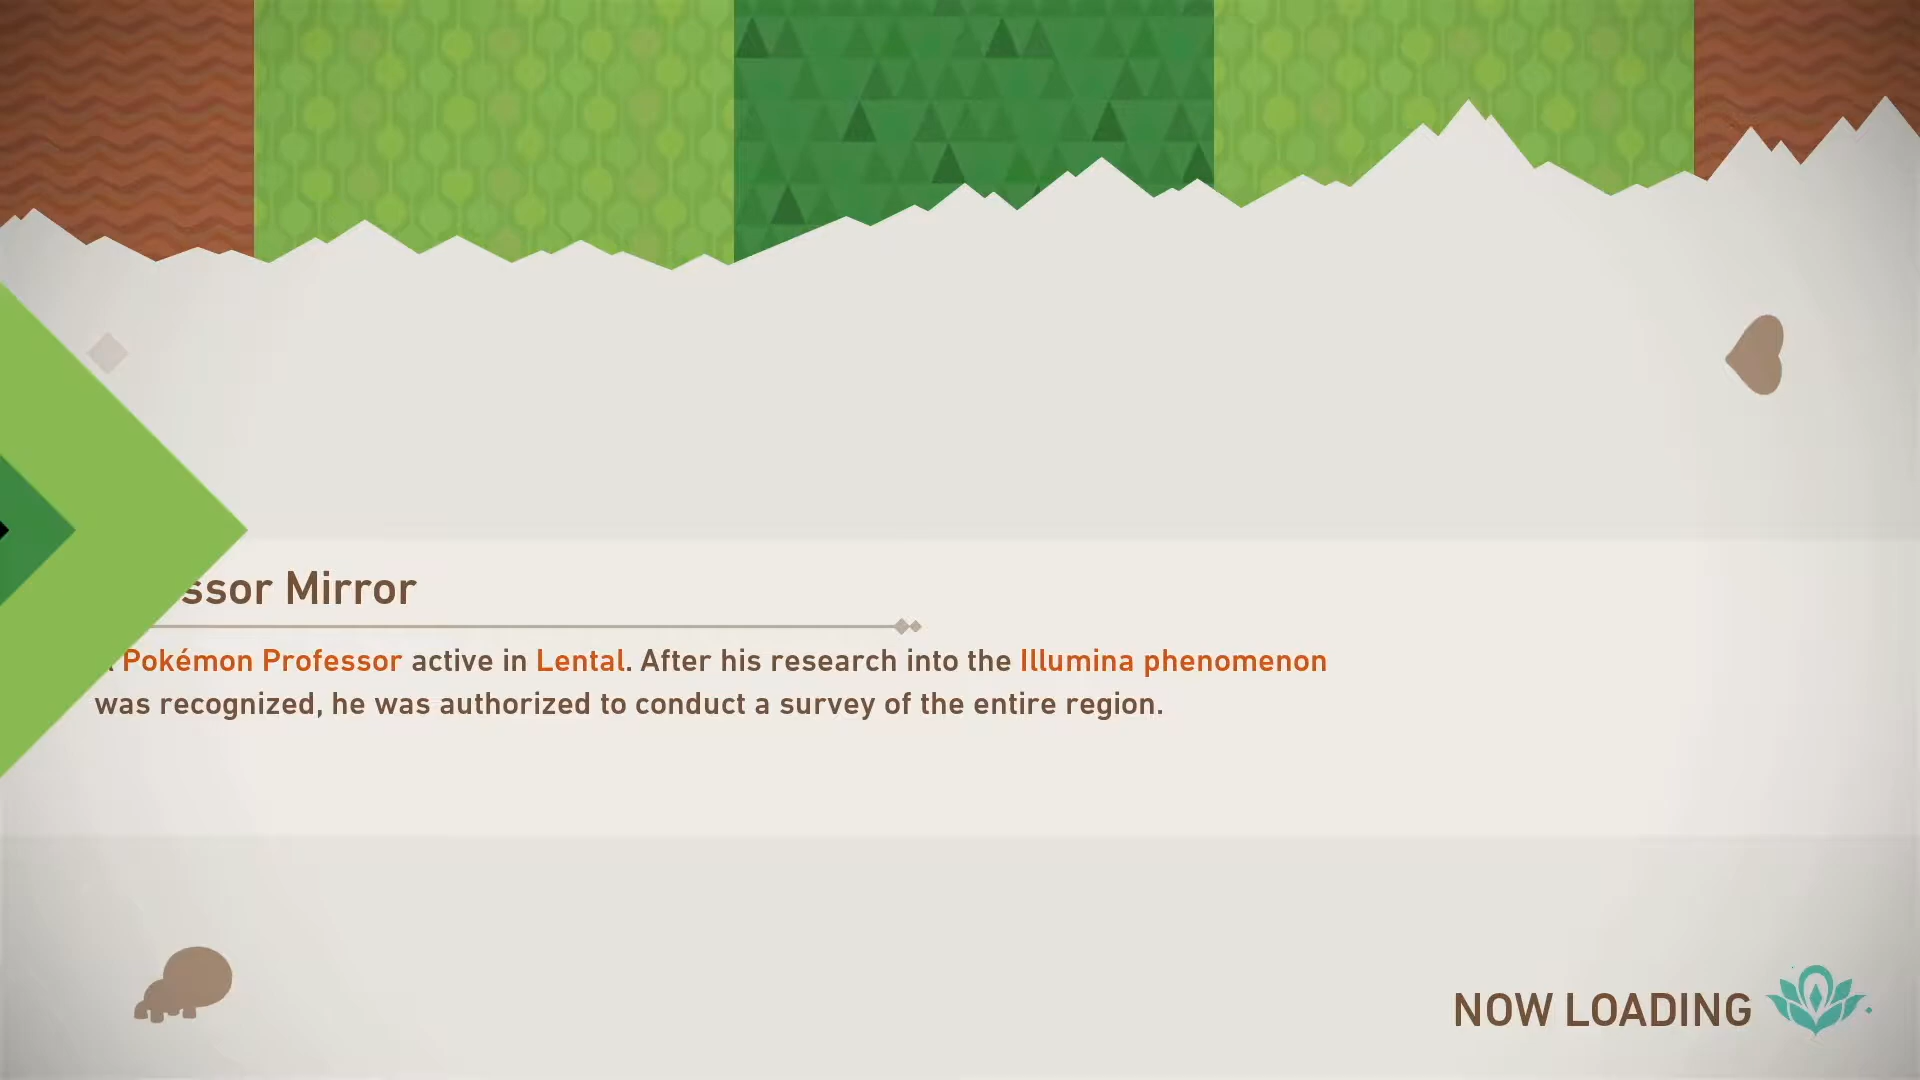 ssor Mirror
Pokémon Professor active in Lental. After his research into the Illumina phenomenon
was recognized, he was authorized to conduct a survey of the entire region.
NOW LOADING